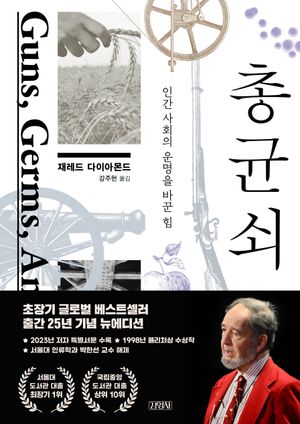 Guns, Germs, An
총 균 쇠
인간 사회의 운명을 바꾼 힘
재레드 다이아몬드
강주헌 옮김
초장기 글로벌 베스트셀러
출간 25년 기념 뉴에디션
★ 2023년 저자 특별서문 수록 ★ 1998년 퓰리처상 수상작
★ 서울대 인류학과 박한선 교수 해제
서울대
도서관 대출
최장기 1위
국립중앙
도서관 대출
상위 10위
김영사